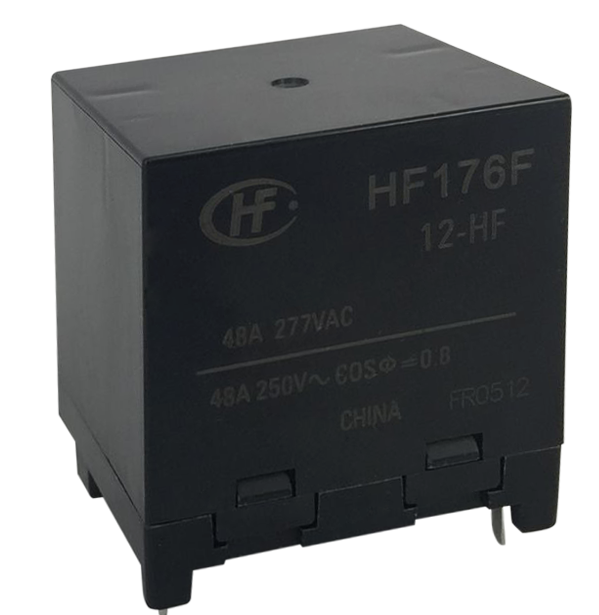 HF
HF176F
12-HF
48A 277VAC
48A 250V～ COSΦ=0.8
CHINA
FR0512